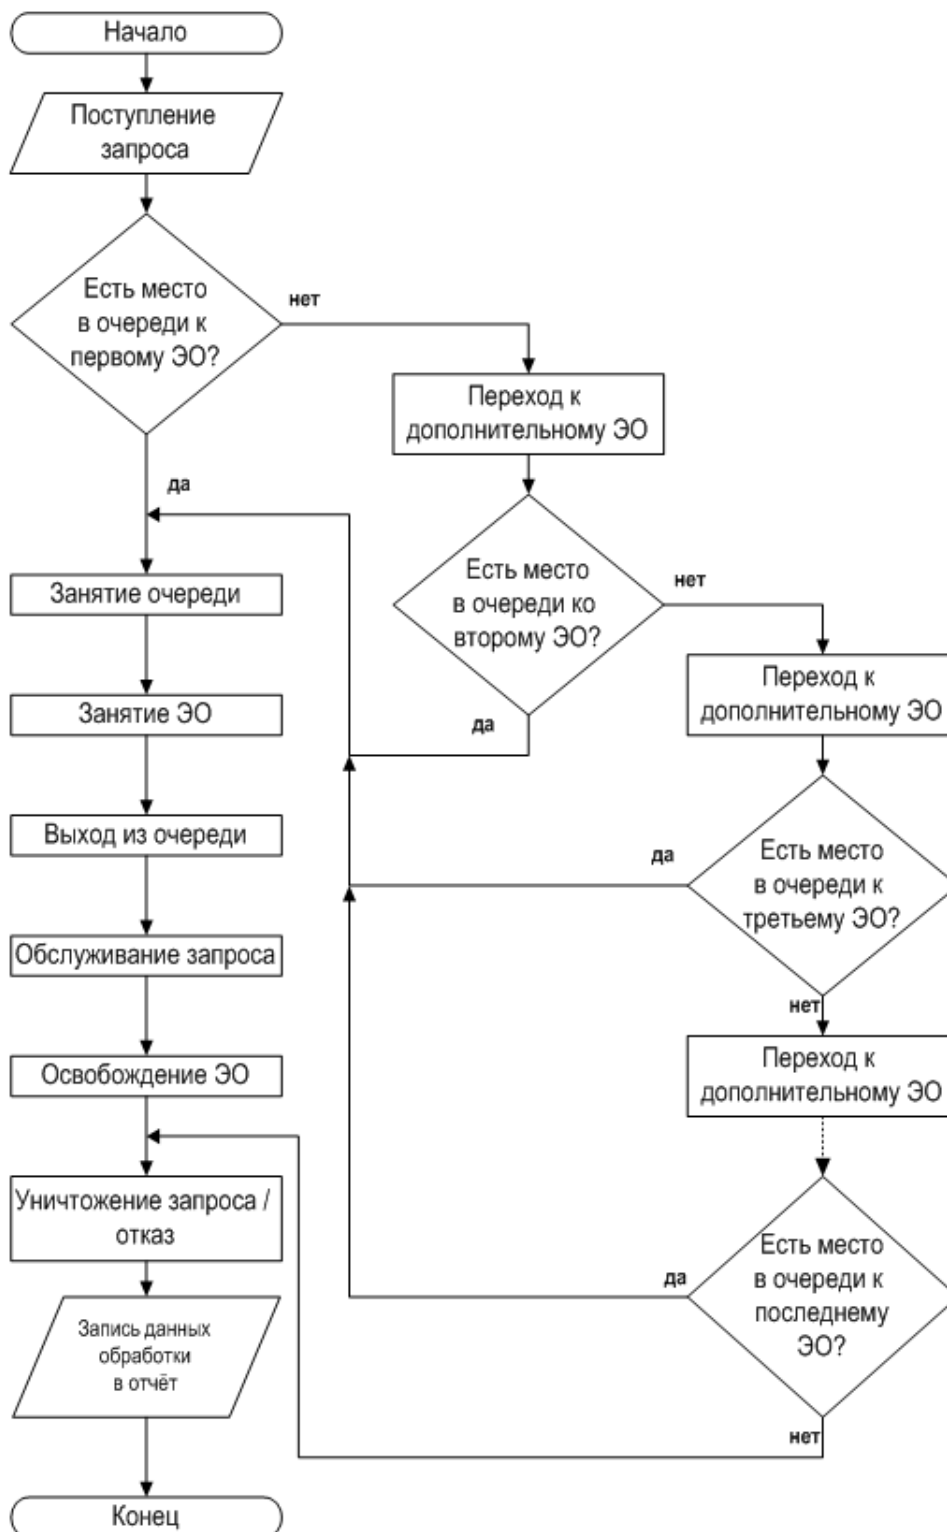 Начало
Поступление
запроса
Есть место
в очереди к
первому ЭО?
нет
да
Переход к
дополнительному ЭО
Есть место
в очереди ко
второму ЭО?
нет
да
Переход к
дополнительному ЭО
Есть место
в очереди к
третьему ЭО?
да
нет
Переход к
дополнительному ЭО
Есть место
в очереди к
последнему
ЭО?
да
нет
Занятие очереди
Занятие ЭО
Выход из очереди
Обслуживание запроса
Освобождение ЭО
Уничтожение запроса /
отказ
Запись данных
обработки
в отчёт
Конец